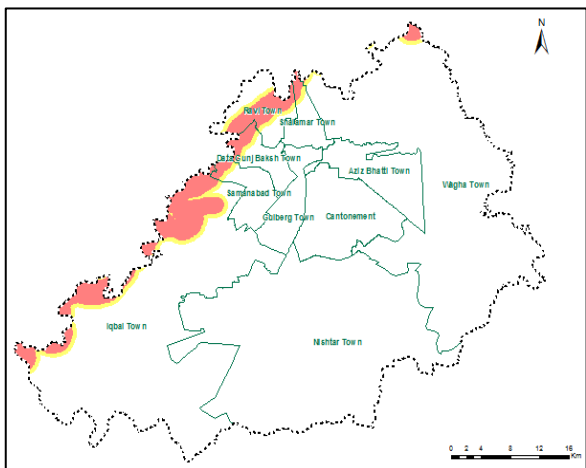 N
Ravi Town
Shalamar Town
Data Gunj Baksh Town
Aziz Bhatti Town
Wagha Town
Samanabad Town
Gulberg Town
Cantonement
Iqbal Town
Nishtar Town
0 2 4 8 12 16
Km